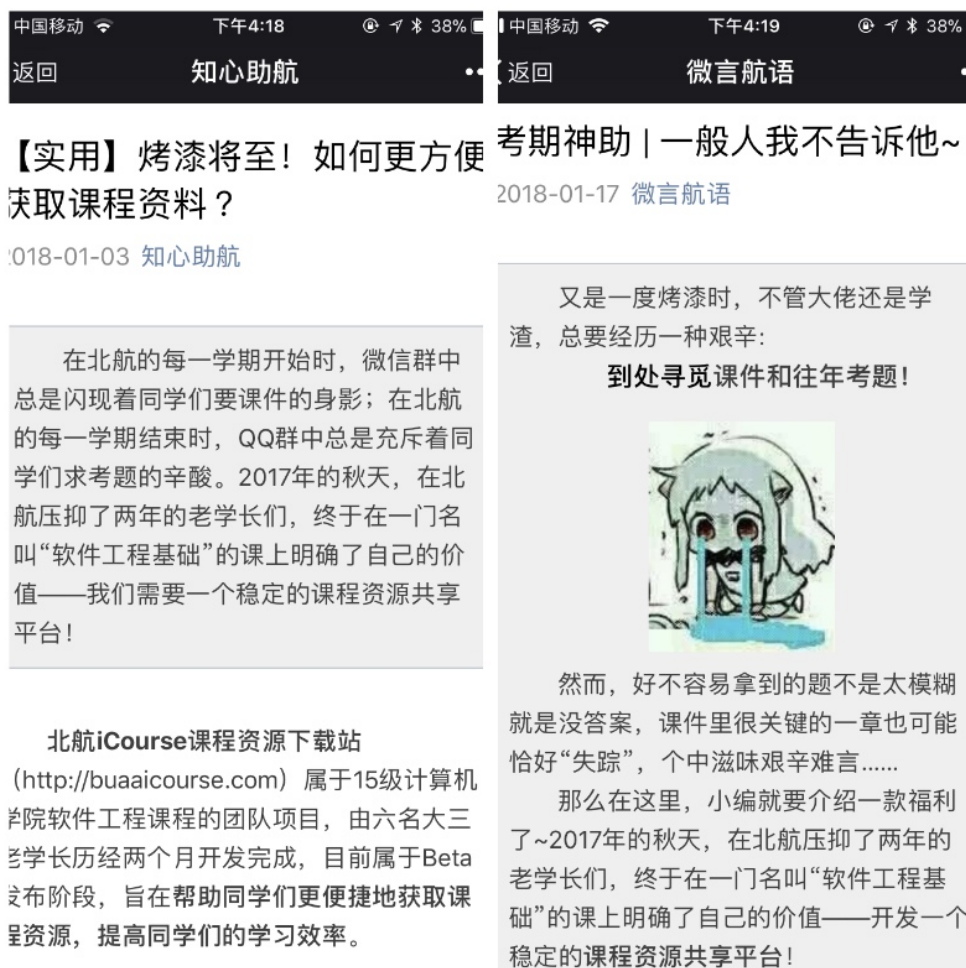 中国移动 下午4:18 38%
返回 知心助航
【实用】烤漆将至！如何更方便
获取课程资料？
2018-01-03 知心助航
在北航的每一学期开始时，微信群中
总是闪现着同学们要课件的身影；在北航
的每一学期结束时，QQ群中总是充斥着同
学们求考题的辛酸。2017年的秋天，在北
航压抑了两年的老学长们，终于在一门名
叫“软件工程基础”的课上明确了自己的价
值——我们需要一个稳定的课程资源共享
平台！
北航iCourse课程资源下载站
（http://buaaicourse.com）属于15级计算机
学院软件工程课程的团队项目，由六名大三
老学长历经两个月开发完成，目前属于Beta
发布阶段，旨在帮助同学们更便捷地获取课
程资源，提高同学们的学习效率。
中国移动 下午4:19 38%
返回 微言航语
考期神助 | 一般人我不告诉他~
2018-01-17 微言航语
又是一度烤漆时，不管大佬还是学
渣，总要经历一种艰辛:
到处寻觅课件和往年考题！
然而，好不容易拿到的题不是太模糊
就是没答案，课件里很关键的一章也可能
恰好“失踪”，个中滋味艰辛难言......
那么在这里，小编就要介绍一款福利
了~2017年的秋天，在北航压抑了两年的
老学长们，终于在一门名叫“软件工程基
础”的课上明确了自己的价值——开发一个
稳定的课程资源共享平台！